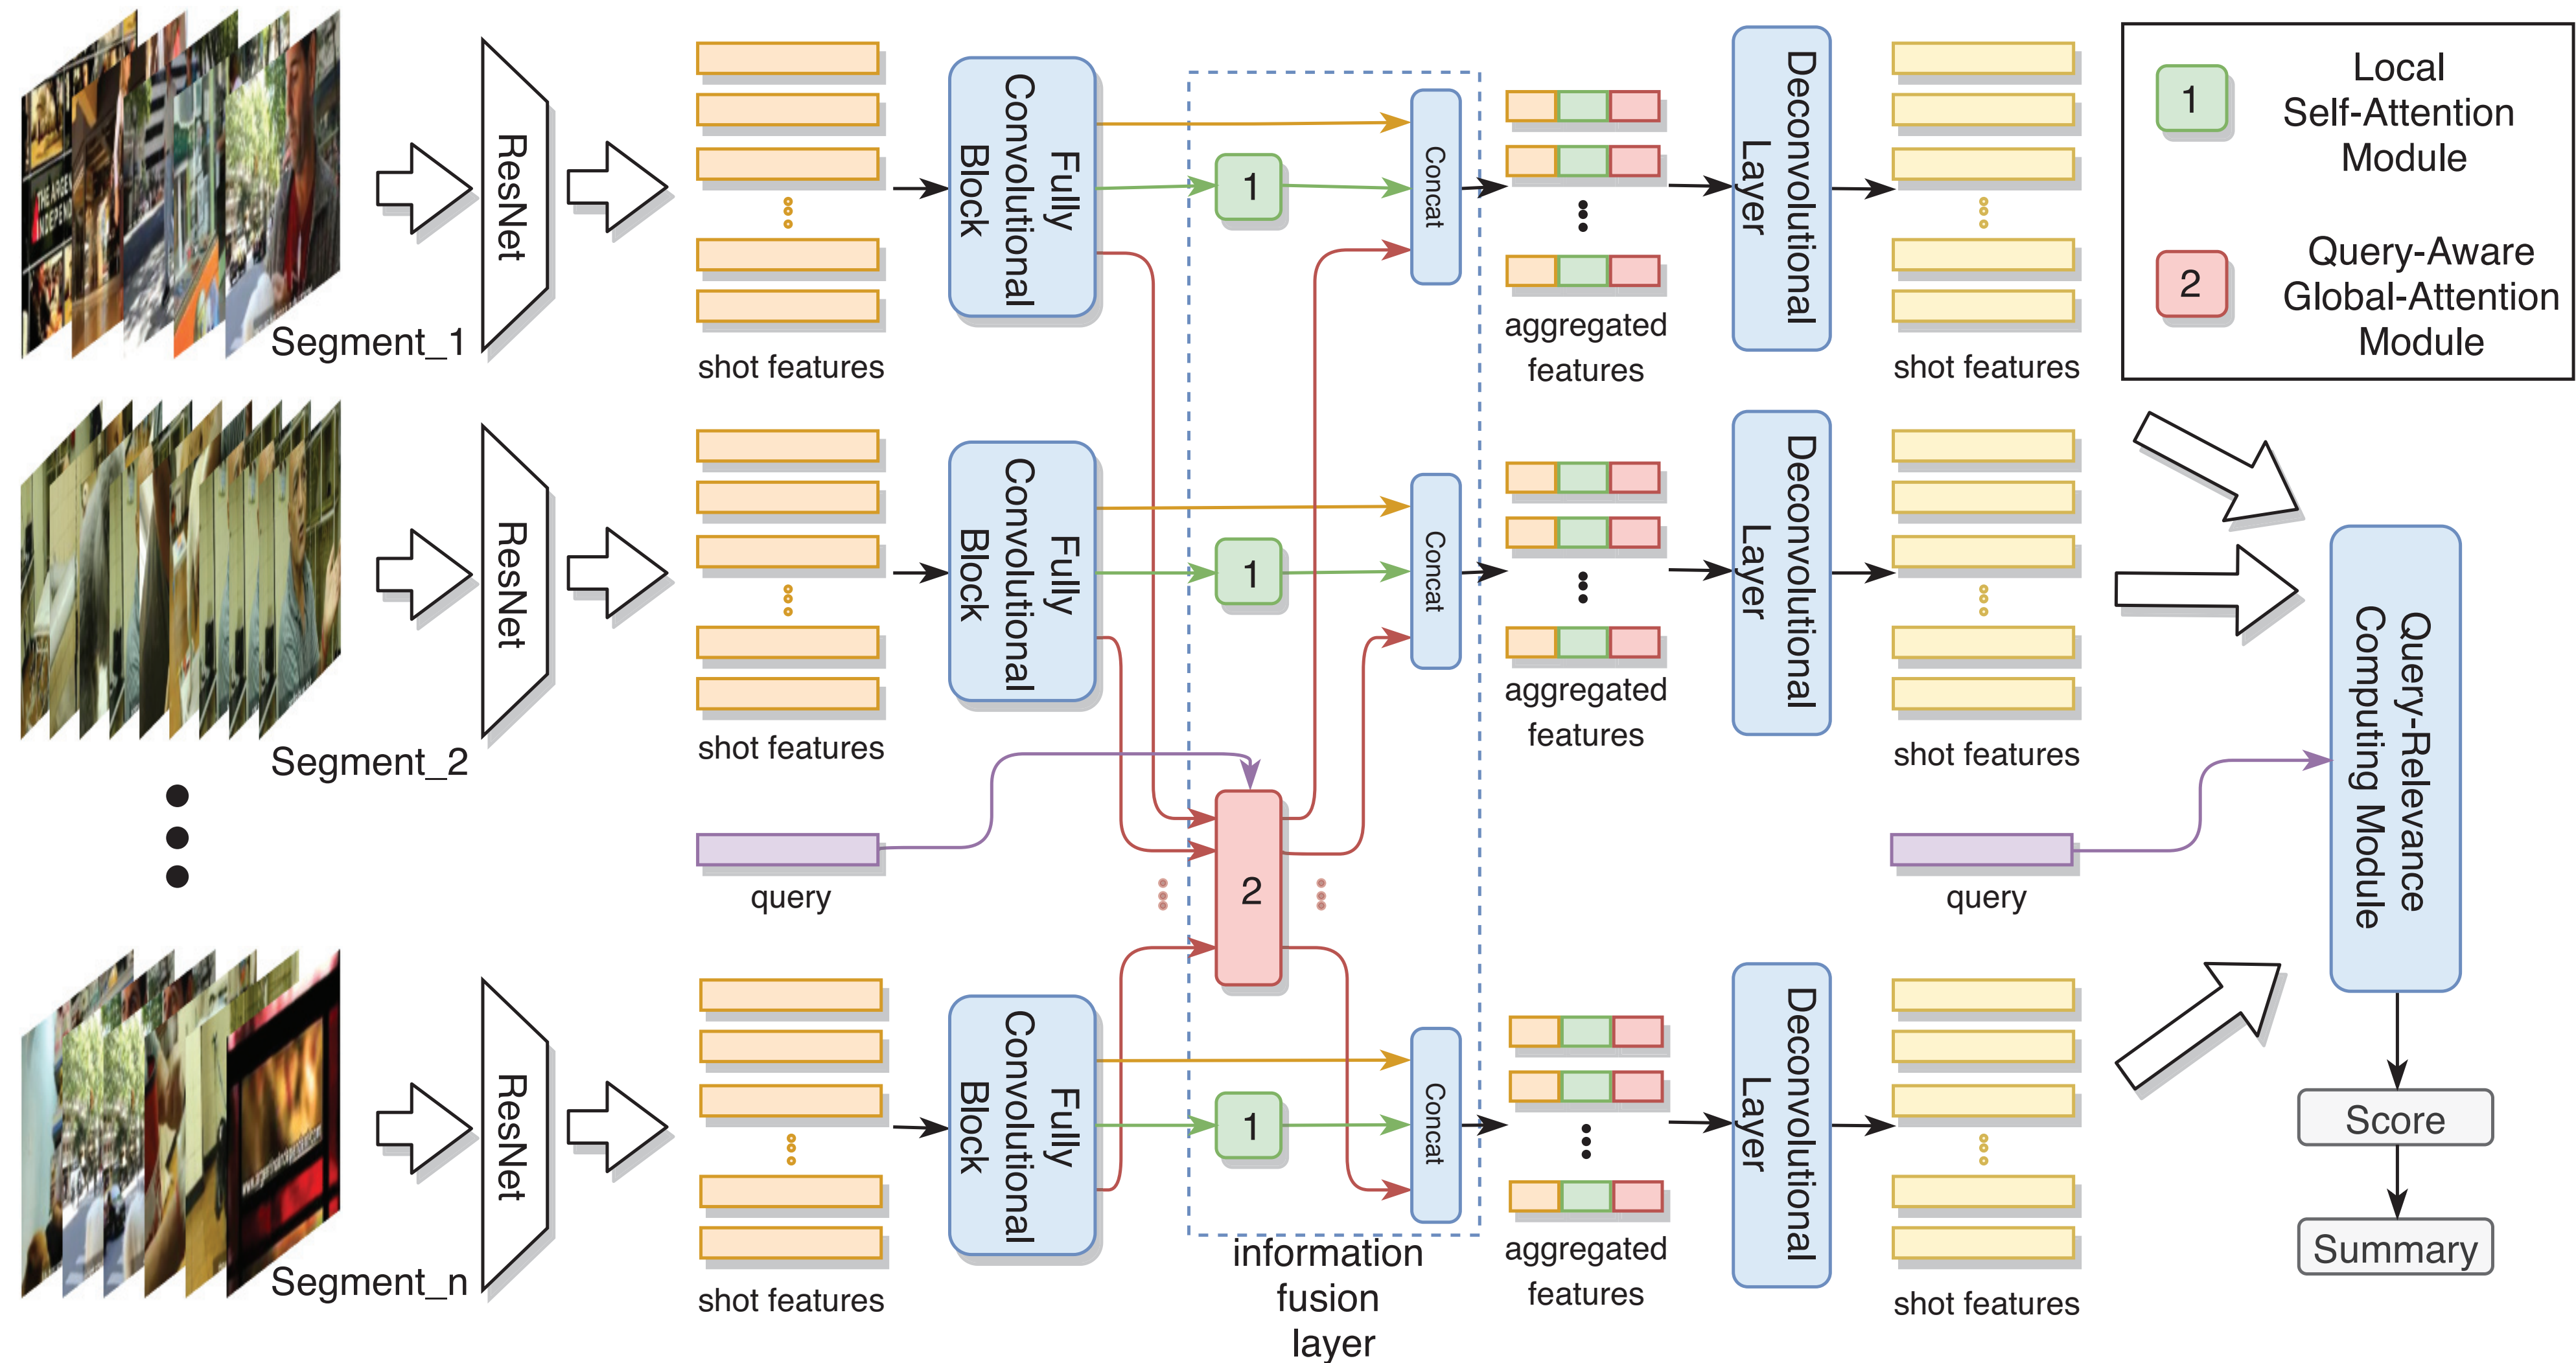 Segment_1
ResNet
shot features
Fully
Convolutional
Block
1
Concat
aggregated
features
Deconvolutional
Layer
shot features
1
Local
Self-Attention
Module
2
Query-Aware
Global-Attention
Module
Segment_2
ResNet
shot features
Fully
Convolutional
Block
1
Concat
aggregated
features
Deconvolutional
Layer
shot features
query
2
query
Query-Relevance
Computing Module
Segment_n
ResNet
shot features
Fully
Convolutional
Block
1
Concat
information
fusion
layer
aggregated
features
Deconvolutional
Layer
shot features
Score
Summary